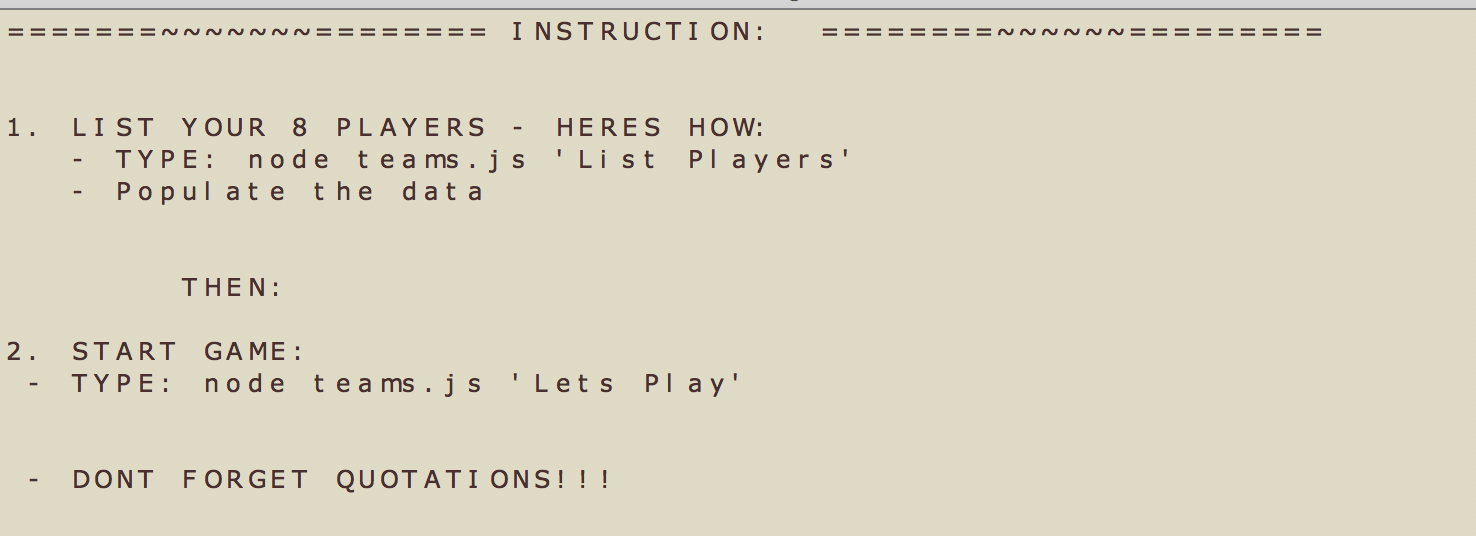 =======~~~~~~~======== INSTRUCTION:  ========~~~~~~=========
1. LIST YOUR 8 PLAYERS - HERES HOW:
- TYPE: node teams.js 'List Players'
- Populate the data
THEN:
2. START GAME:
- TYPE: node teams.js 'Lets Play'
- DONT FORGET QUOTATIONS!!!